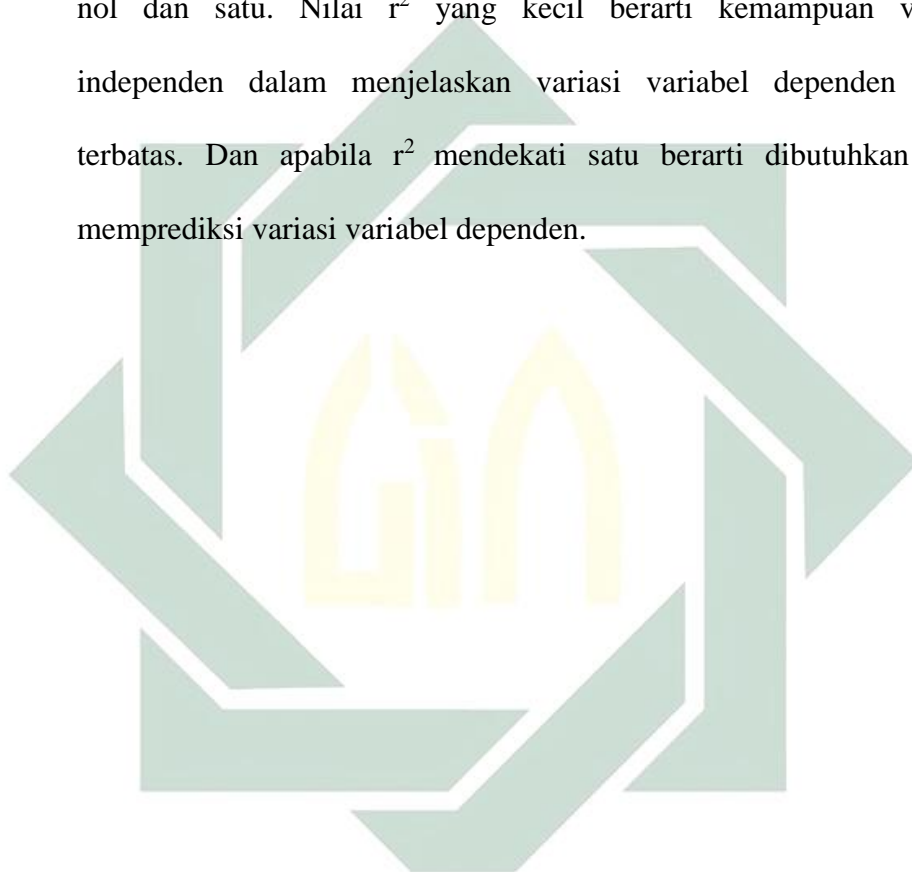 nol dan satu. Nilai r² yang kecil berarti kemampuan
independen dalam menjelaskan variasi variabel dependen
terbatas. Dan apabila r² mendekati satu berarti dibutuhkan
memprediksi variasi variabel dependen.